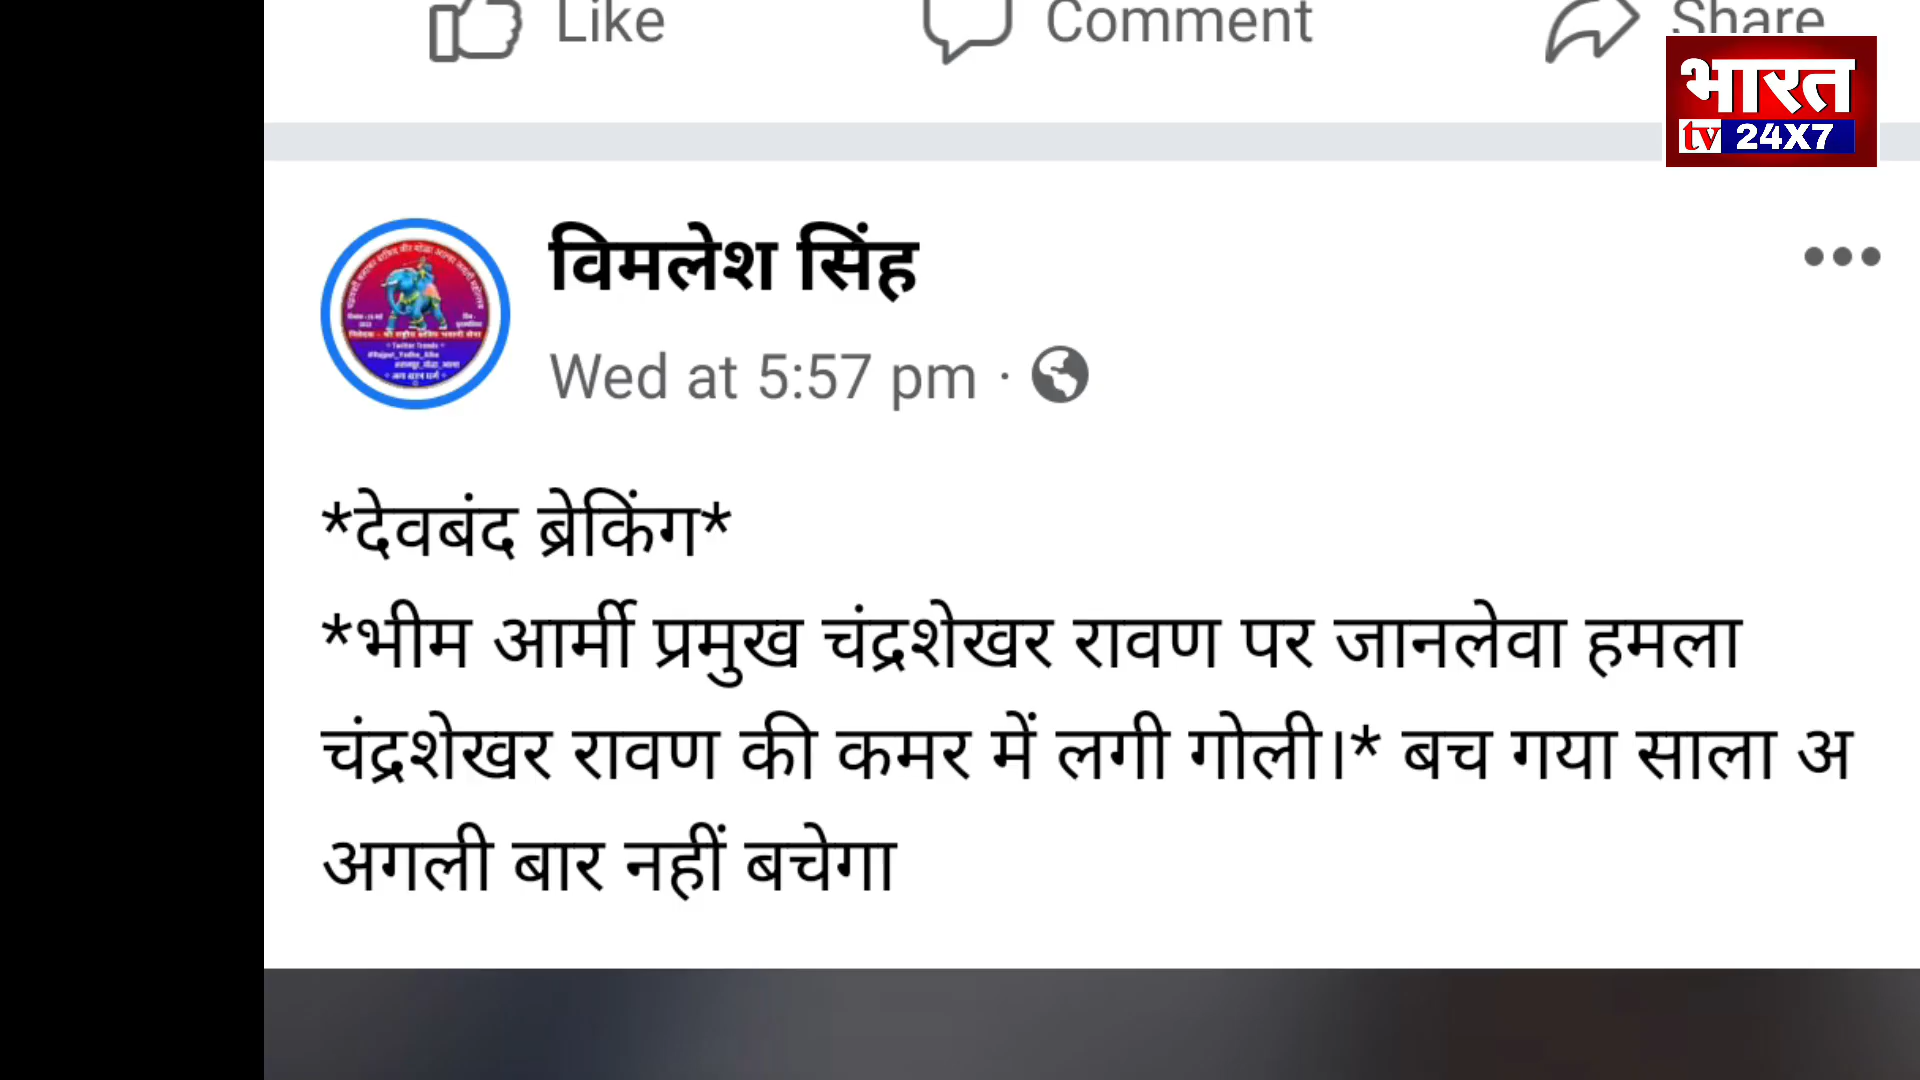 Like Comment Share
भारत
tv 24X7
विमलेश सिंह
Wed at 5:57 pm ·
*देवबंद ब्रेकिंग*
*भीम आर्मी प्रमुख चंद्रशेखर रावण पर जानलेवा हमला
चंद्रशेखर रावण की कमर में लगी गोली।* बच गया साला अ
अगली बार नहीं बचेगा